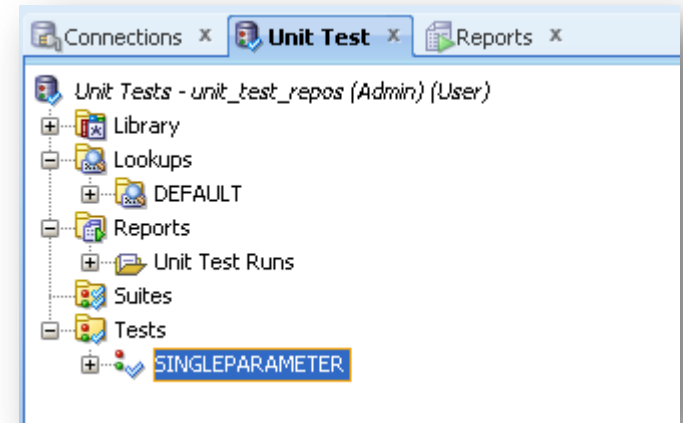 Connections x Unit Test x Reports x
Unit Tests - unit_test_repos (Admin) (User)
Library
Lookups
DEFAULT
Reports
Unit Test Runs
Suites
Tests
SINGLEPARAMETER